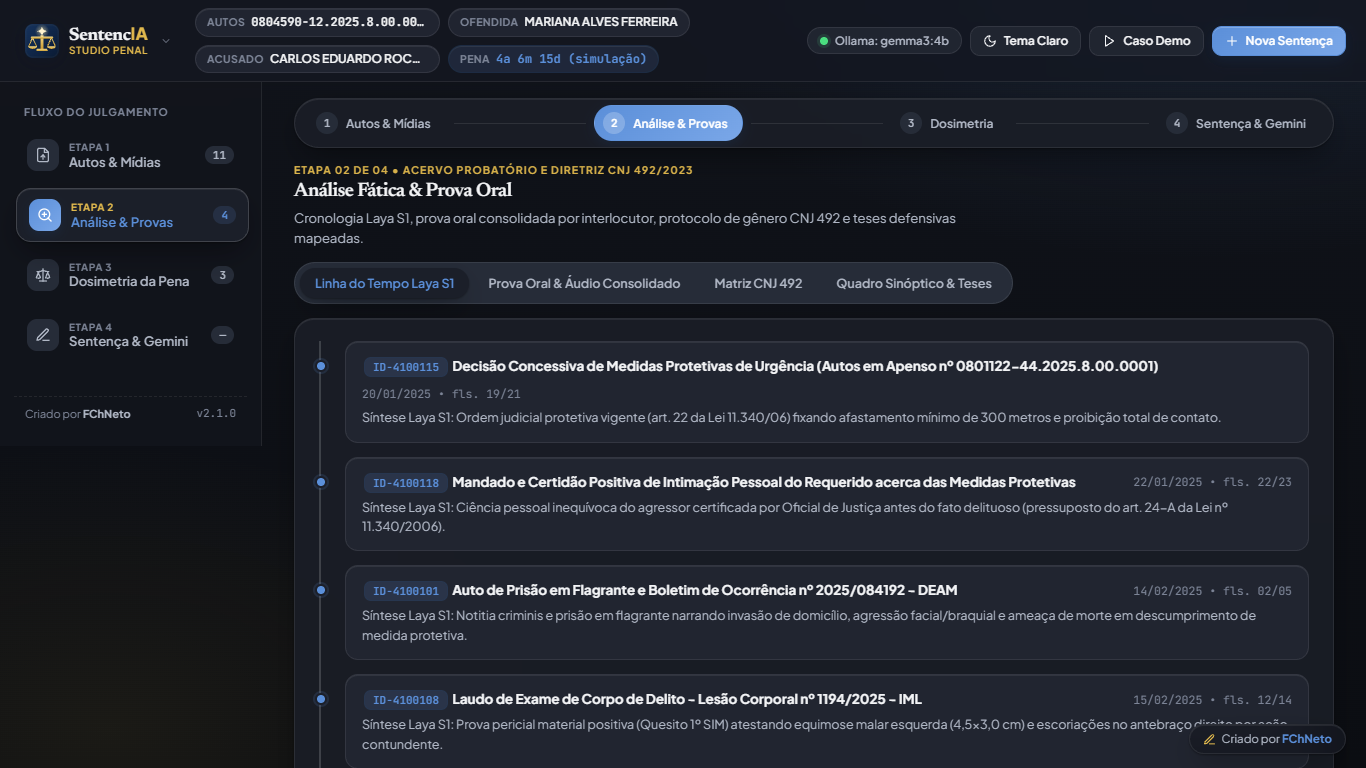 SentencIA
STUDIO PENAL
AUTOS 0804590-12.2025.8.00.00…
OFENDIDA MARIANA ALVES FERREIRA
ACUSADO CARLOS EDUARDO ROC…
PENA 4a 6m 15d (simulação)
Ollama: gemma3:4b
Tema Claro
Caso Demo
Nova Sentença
FLUXO DO JULGAMENTO
ETAPA 1
Autos & Mídias
11
ETAPA 2
Análise & Provas
4
ETAPA 3
Dosimetria da Pena
3
ETAPA 4
Sentença & Gemini
–
Criado por FChNeto
v2.1.0
1 Autos & Mídias
2 Análise & Provas
3 Dosimetria
4 Sentença & Gemini
ETAPA 02 DE 04 • ACERVO PROBATÓRIO E DIRETRIZ CNJ 492/2023
Análise Fática & Prova Oral
Cronologia Laya S1, prova oral consolidada por interlocutor, protocolo de gênero CNJ 492 e teses defensivas
mapeadas.
Linha do Tempo Laya S1
Prova Oral & Áudio Consolidado
Matriz CNJ 492
Quadro Sinóptico & Teses
ID-4100115 Decisão Concessiva de Medidas Protetivas de Urgência (Autos em Apenso nº 0801122-44.2025.8.00.0001)
20/01/2025 • fls. 19/21
Síntese Laya S1: Ordem judicial protetiva vigente (art. 22 da Lei 11.340/06) fixando afastamento mínimo de 300 metros e proibição total de contato.
ID-4100118 Mandado e Certidão Positiva de Intimação Pessoal do Requerido acerca das Medidas Protetivas
22/01/2025 • fls. 22/23
Síntese Laya S1: Ciência pessoal inequívoca do agressor certificada por Oficial de Justiça antes do fato delituoso (pressuposto do art. 24-A da Lei nº
11.340/2006).
ID-4100101 Auto de Prisão em Flagrante e Boletim de Ocorrência nº 2025/084192 - DEAM
14/02/2025 • fls. 02/05
Síntese Laya S1: Notitia criminis e prisão em flagrante narrando invasão de domicílio, agressão facial/braquial e ameaça de morte em descumprimento de
medida protetiva.
ID-4100108 Laudo de Exame de Corpo de Delito - Lesão Corporal nº 1194/2025 - IML
15/02/2025 • fls. 12/14
Síntese Laya S1: Prova pericial material positiva (Quesito 1º SIM) atestando equimose malar esquerda (4,5×3,0 cm) e escoriações no antebraço direito por ação
contundente.
Criado por FChNeto